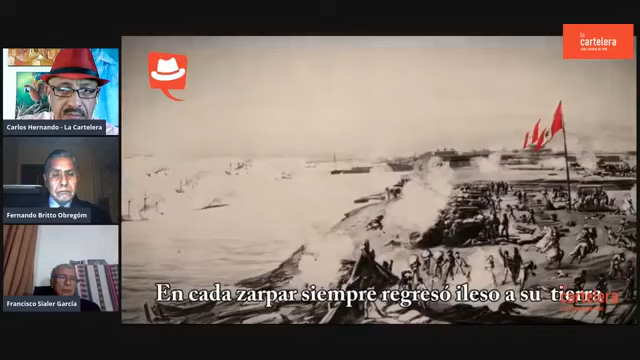 la
cartelera
Carlos Hernando - La Cartelera
Fernando Britto Obregóm
Francisco Sialer García
En cada zarpar siempre regresó ileso a su tierra
cartelera